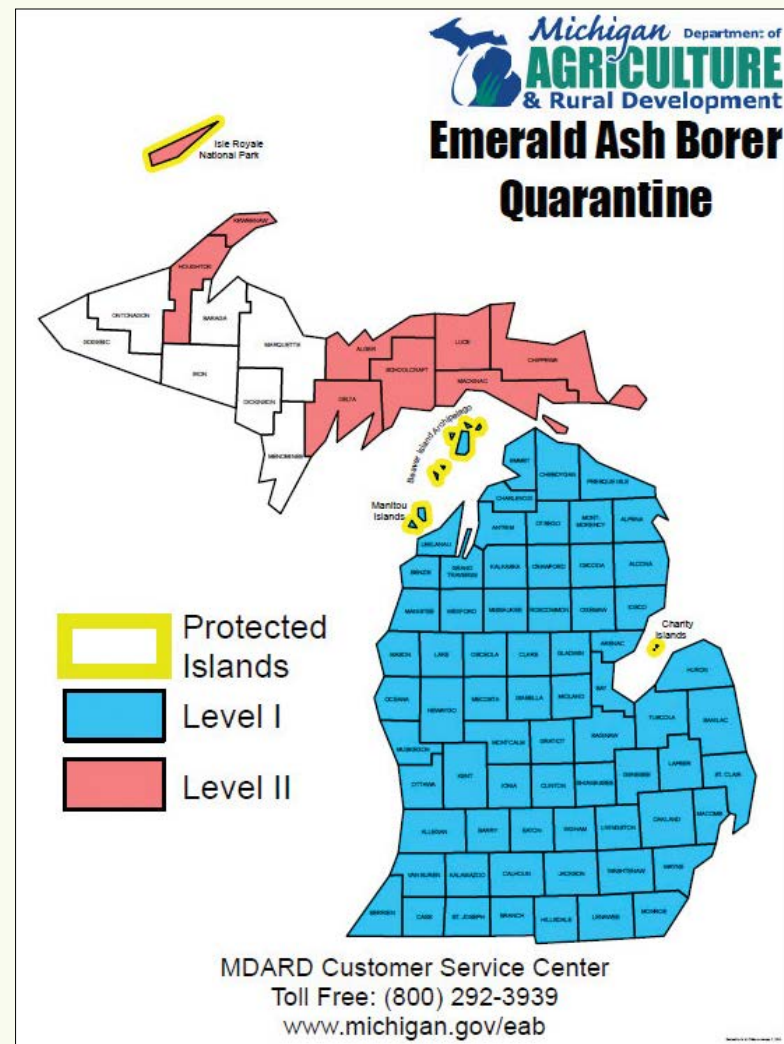 Michigan Department of
AGRICULTURE
& Rural Development
Emerald Ash Borer
Quarantine
Isle Royale
National Park
KEWEENAW
HOUGHTON
ONTONAGON
BARAGA
GOGEBIC
MARQUETTE
IRON
ALGER
LUCE
CHIPPEWA
SCHOOLCRAFT
MACKINAC
DICKINSON
DELTA
MENOMINEE
Beaver Island Archipelago
EMMET
CHEBOYGAN
PRESQUE ISLE
CHARLEVOIX
Manitou
Islands
ANTRIM
OTSEGO
MONT-
MORENCY
ALPENA
LEELANAU
BENZIE
GRAND
TRAVERSE
KALKASKA
CRAWFORD
OSCODA
ALCONA
MANISTEE
WEXFORD
MISSAUKEE
ROSCOMMON
OGEMAW
IOSCO
Charity
Islands
Protected
Islands
MASON
LAKE
OSCEOLA
CLARE
GLADWIN
ARENAC
HURON
Level I
OCEANA
NEWAYGO
MECOSTA
ISABELLA
MIDLAND
BAY
TUSCOLA
SANILAC
Level II
MUSKEGON
MONTCALM
GRATIOT
SAGINAW
OTTAWA
KENT
IONIA
CLINTON
SHIAWASSEE
GENESEE
LAPEER
ST. CLAIR
ALLEGAN
BARRY
EATON
INGHAM
LIVINGSTON
OAKLAND
MACOMB
VAN BUREN
KALAMAZOO
CALHOUN
JACKSON
WASHTENAW
WAYNE
BERRIEN
CASS
ST. JOSEPH
BRANCH
HILLSDALE
LENAWEE
MONROE
MDARD Customer Service Center
Toll Free: (800) 292-3939
www.michigan.gov/eab